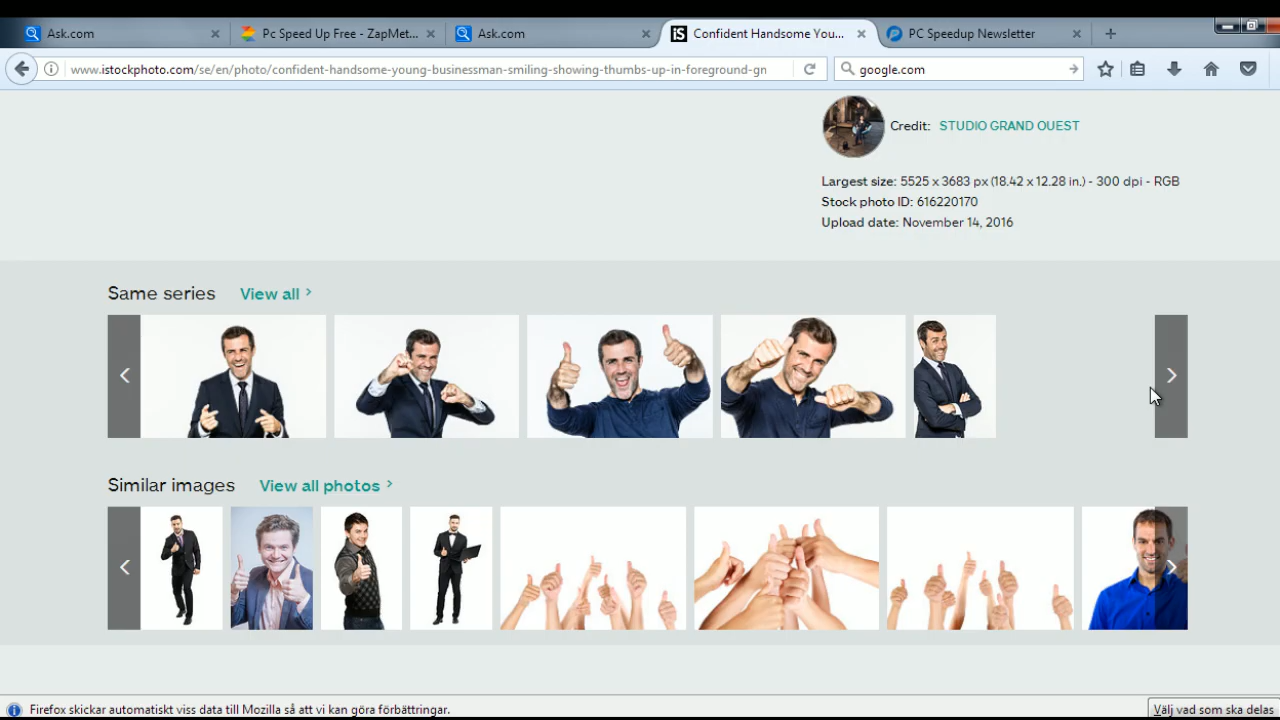 Ask.com
Pc Speed Up Free - ZapMet...
Ask.com
iS Confident Handsome You...
PC Speedup Newsletter
www.istockphoto.com/se/en/photo/confident-handsome-young-businessman-smiling-showing-thumbs-up-in-foreground-gn
google.com
Credit: STUDIO GRAND OUEST
Largest size: 5525 x 3683 px (18.42 x 12.28 in.) - 300 dpi - RGB
Stock photo ID: 616220170
Upload date: November 14, 2016
Same series View all >
Similar images View all photos >
Firefox skickar automatiskt viss data till Mozilla så att vi kan göra förbättringar.
Välj vad som ska delas